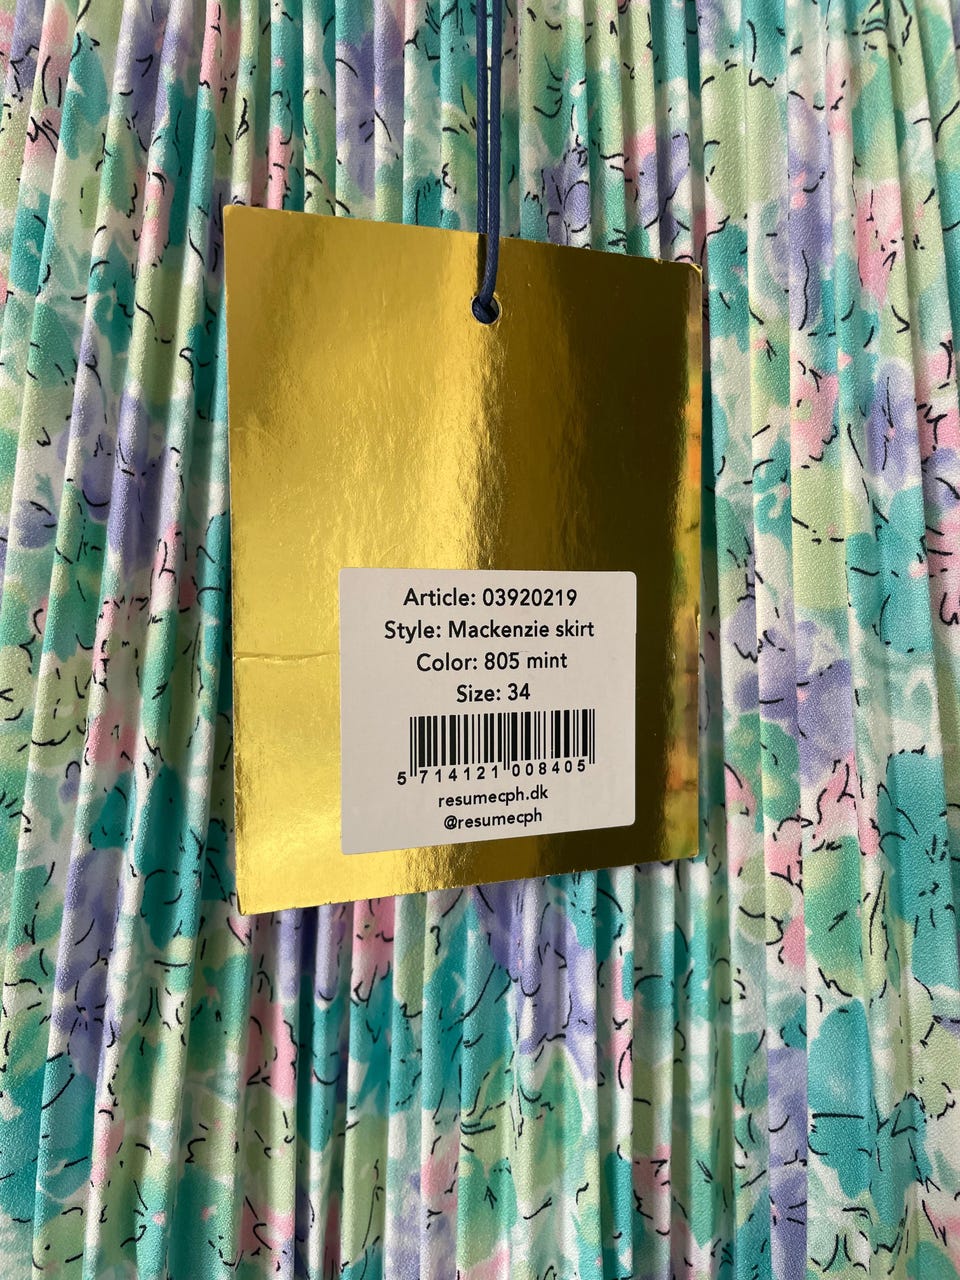 Article: 03920219
Style: Mackenzie skirt
Color: 805 mint
Size: 34
5 714121 008405
resumecph.dk
@resumecph